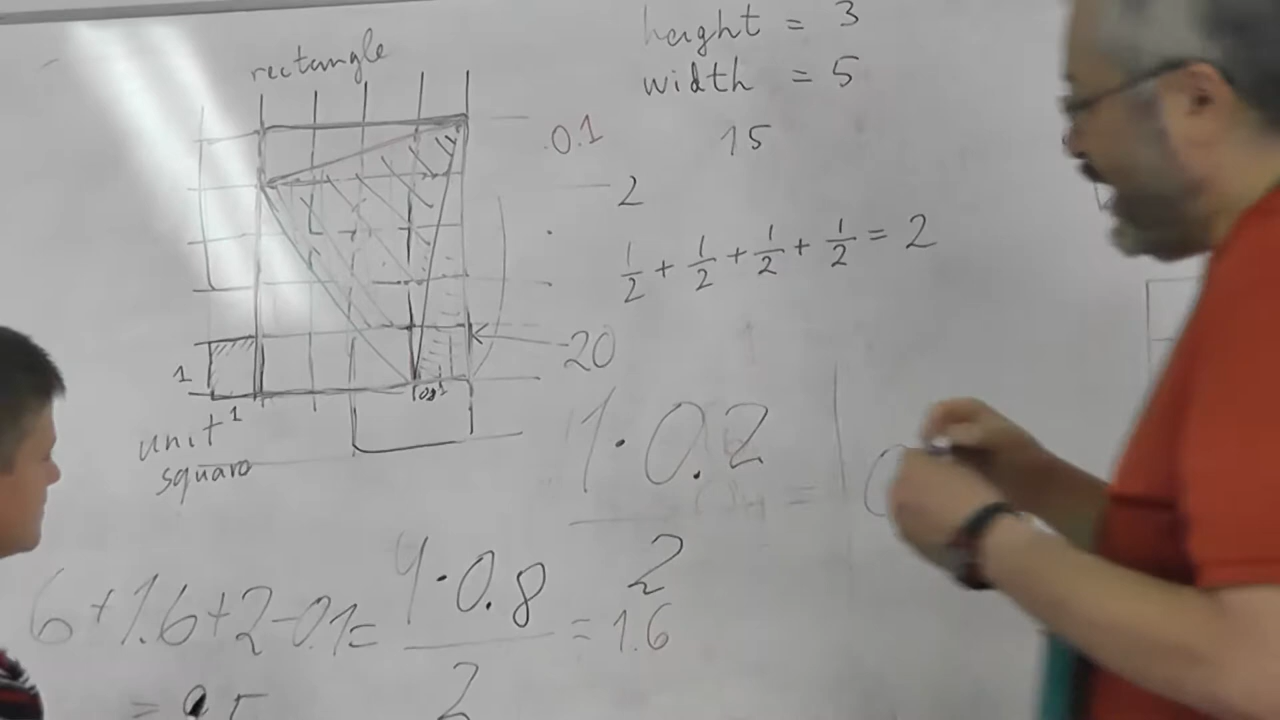 rectangle
height = 3
width = 5
15
0.1
2
1/2 + 1/2 + 1/2 + 1/2 = 2
20
1
1
unit
square
1 · 0.2
2
6+1.6+2-0.1=
4·0.8
2
= 1.6